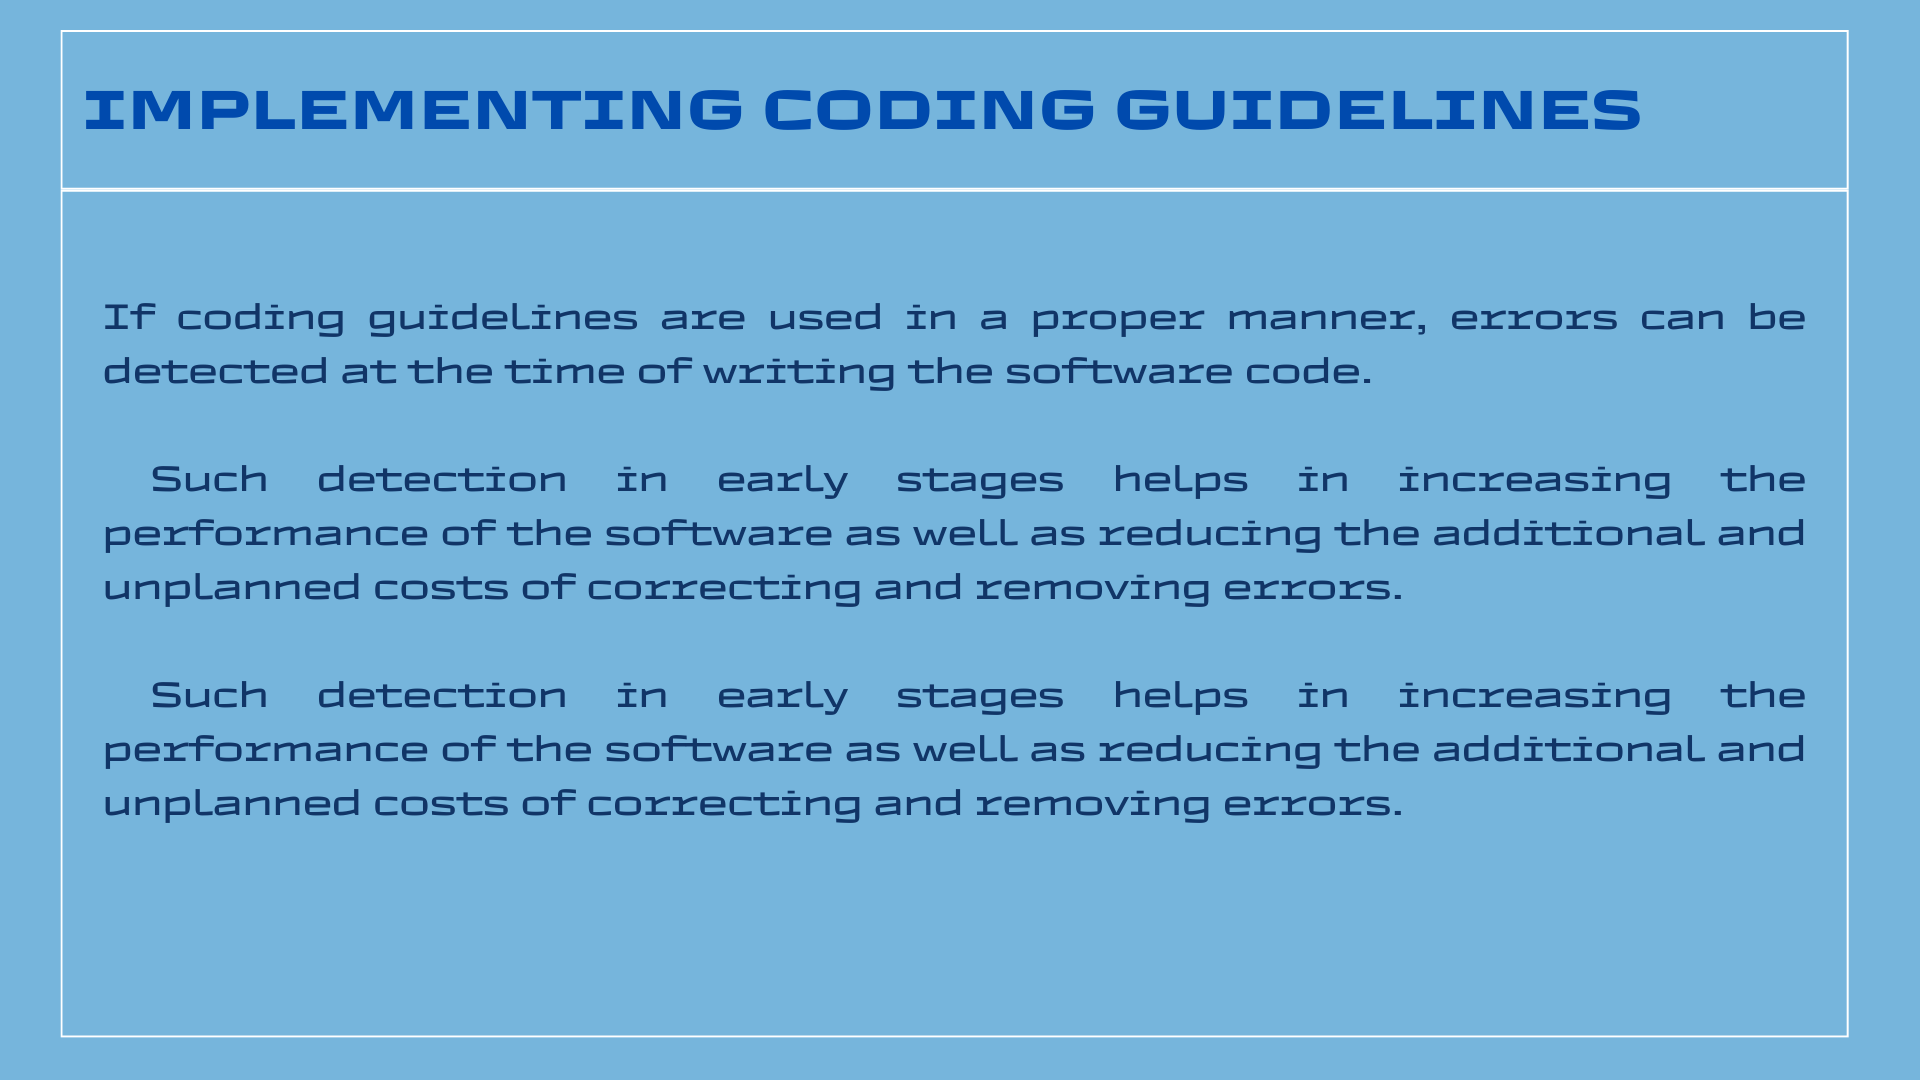 IMPLEMENTING CODING GUIDELINES
If coding guidelines are used in a proper manner, errors can be
detected at the time of writing the software code.
Such detection in early stages helps in increasing the
performance of the software as well as reducing the additional and
unplanned costs of correcting and removing errors.
Such detection in early stages helps in increasing the
performance of the software as well as reducing the additional and
unplanned costs of correcting and removing errors.